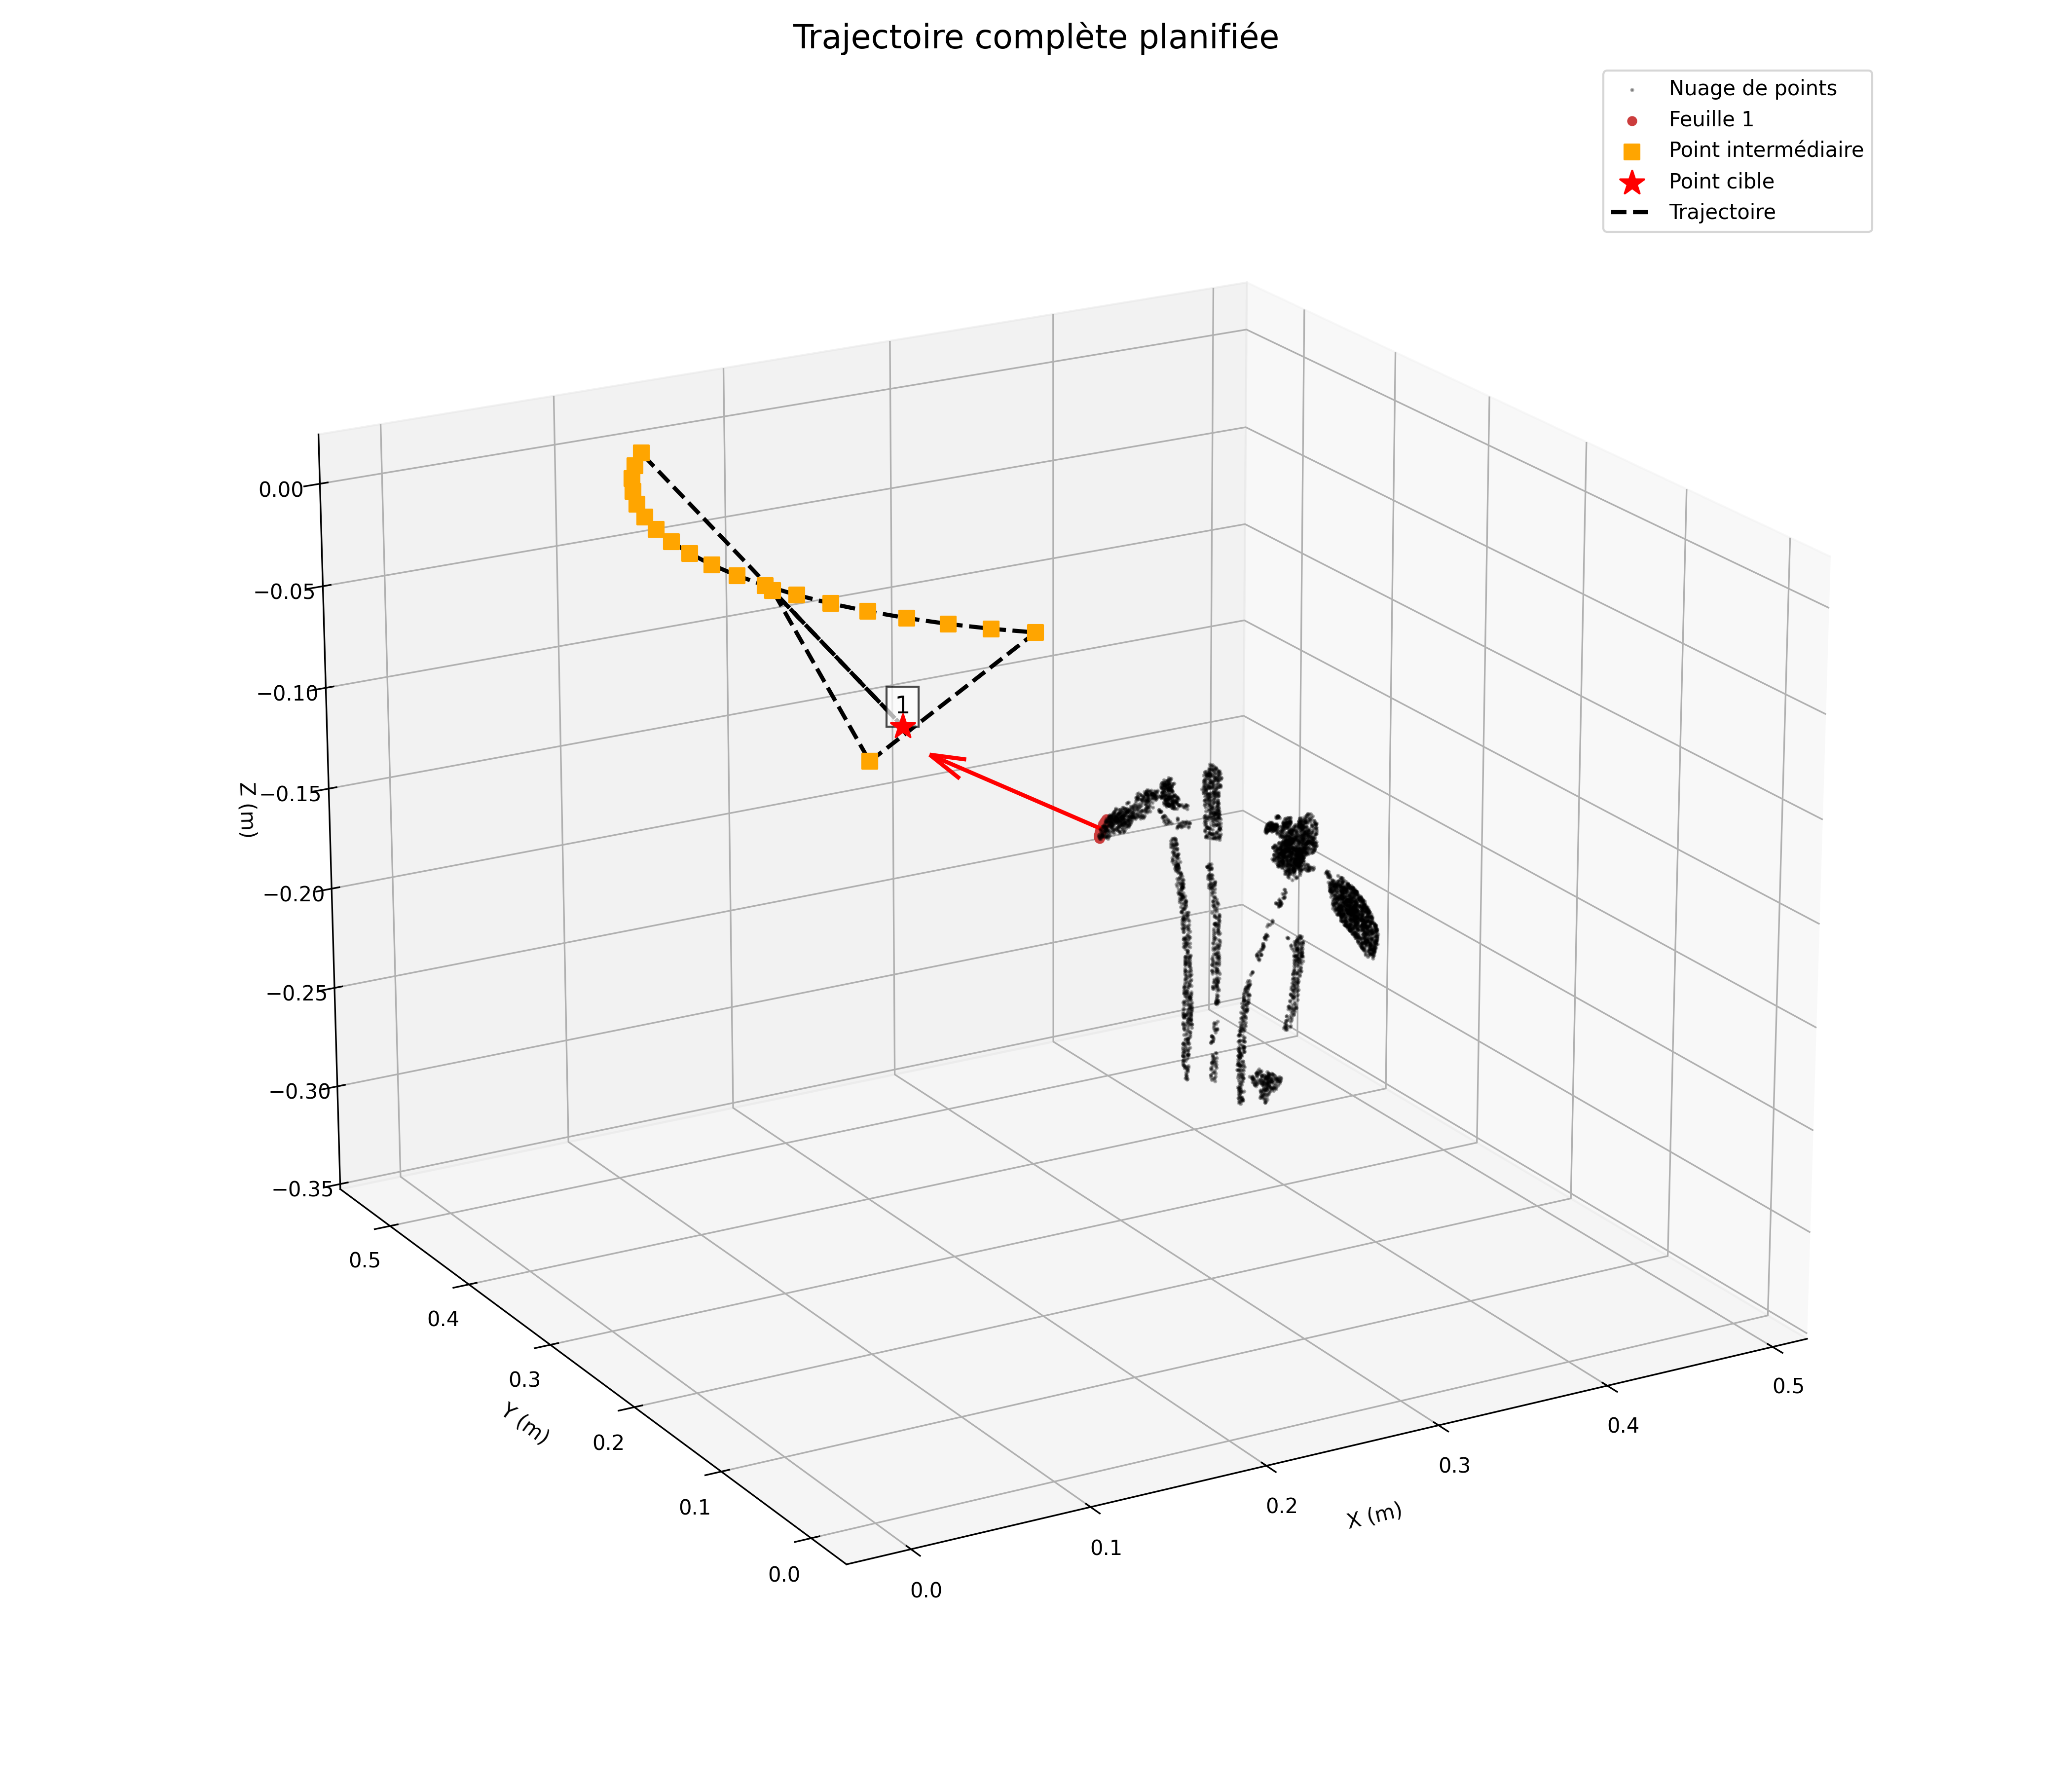 Trajectoire complète planifiée
Nuage de points
Feuille 1
Point intermédiaire
Point cible
Trajectoire
0.00
−0.05
−0.10
−0.15
−0.20
−0.25
−0.30
−0.35
Z (m)
1
0.5
0.4
0.3
0.2
0.1
0.0
Y (m)
0.0
0.1
0.2
0.3
0.4
0.5
X (m)